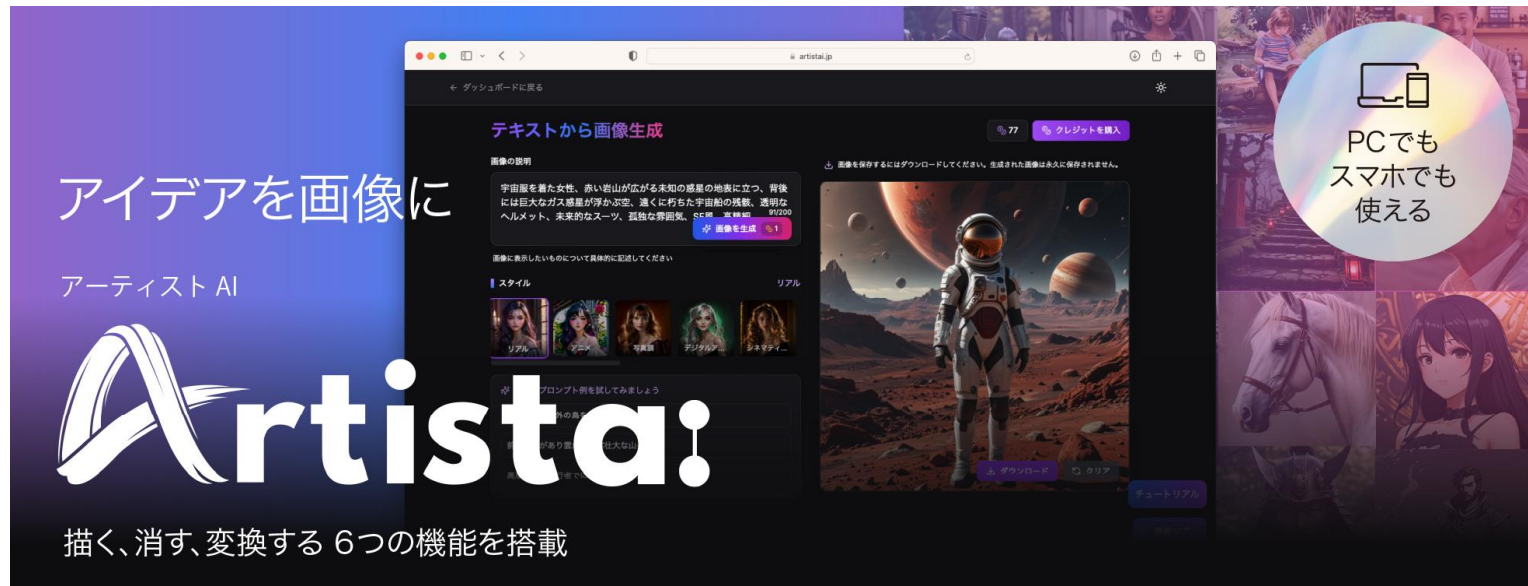 アイデアを画像に
アーティスト AI
Artista:
描く、消す、変換する 6つの機能を搭載
artistai.jp
← ダッシュボードに戻る
テキストから画像生成
77
クレジットを購入
画像の説明
宇宙服を着た女性、赤い岩山が広がる未知の惑星の地表に立つ、背後
には巨大なガス惑星が浮かぶ空、遠くに朽ちた宇宙船の残骸、透明な
ヘルメット、未来的なスーツ、孤独な雰囲気、SF風、高精細
91/200
画像を生成 1
画像に表示したいものについて具体的に記述してください
スタイル
リアル
リアル
アニメ
写真調
デジタルア...
シネマティ...
プロンプト例を試してみましょう
画像を保存するにはダウンロードしてください。生成された画像は永久に保存されません。
ダウンロード
クリア
チュートリアル
PCでも
スマホでも
使える